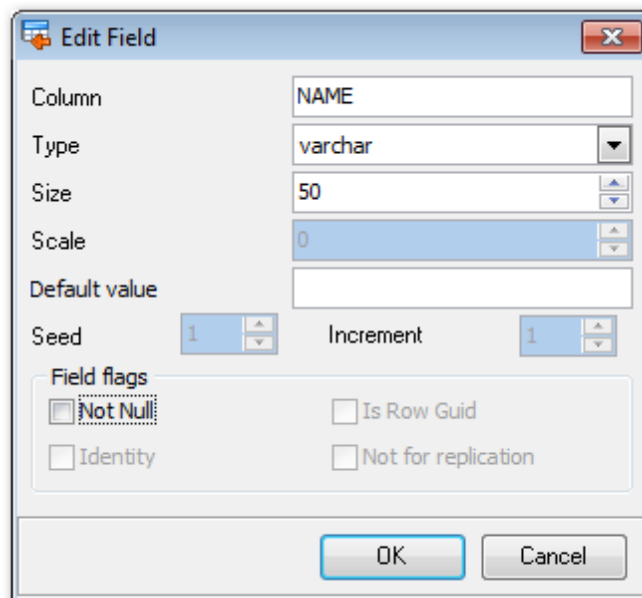 Edit Field
Column NAME
Type varchar
Size 50
Scale 0
Default value
Seed 1 Increment 1
Field flags
Not Null Is Row Guid
Identity Not for replication
OK Cancel